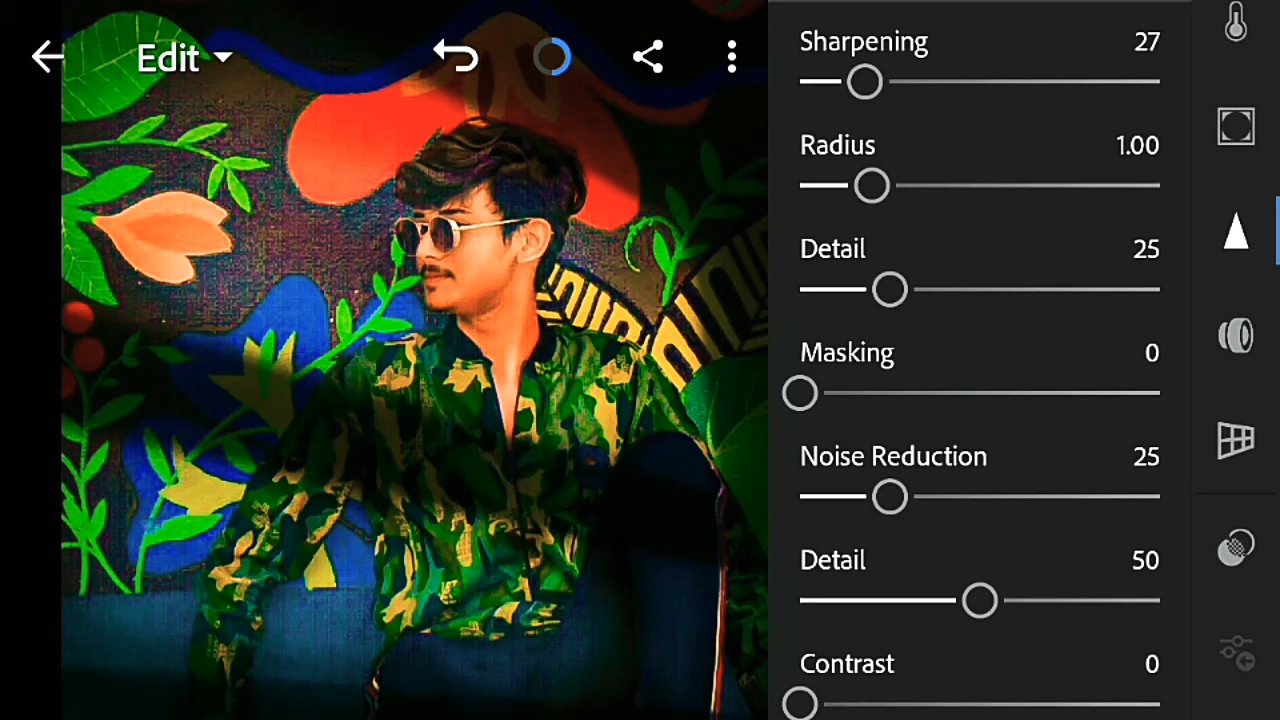 Edit
Sharpening 27
Radius 1.00
Detail 25
Masking 0
Noise Reduction 25
Detail 50
Contrast 0